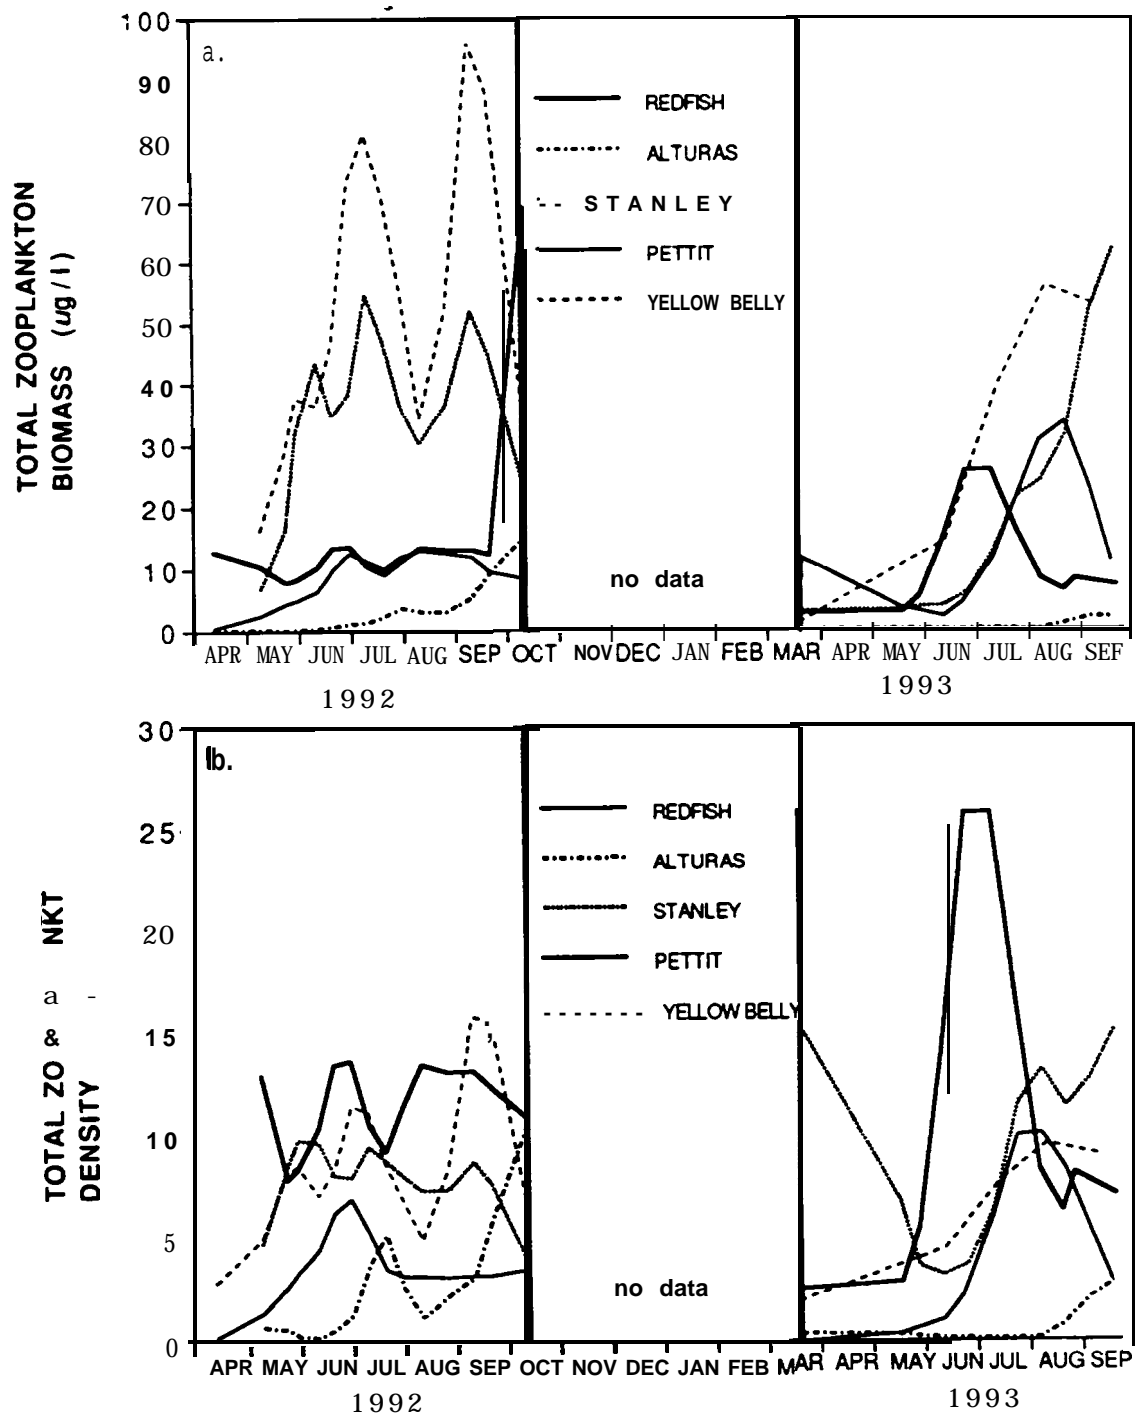 100
a.
90
80
70
60
50
40
30
20
10
0
TOTAL ZOOPLANKTON
BIOMASS (ug/l)
REDFISH
ALTURAS
STANLEY
PETTIT
YELLOW BELLY
no data
APR MAY JUN JUL AUG SEP OCT NOV DEC JAN FEB MAR APR MAY JUN JUL AUG SEF
1992
1993
30
b.
25
20
15
10
5
0
TOTAL ZO & a - NKT
DENSITY
REDFISH
ALTURAS
STANLEY
PETTIT
YELLOW BELLY
no data
APR MAY JUN JUL AUG SEP OCT NOV DEC JAN FEB MAR APR MAY JUN JUL AUG SEP
1992
1993